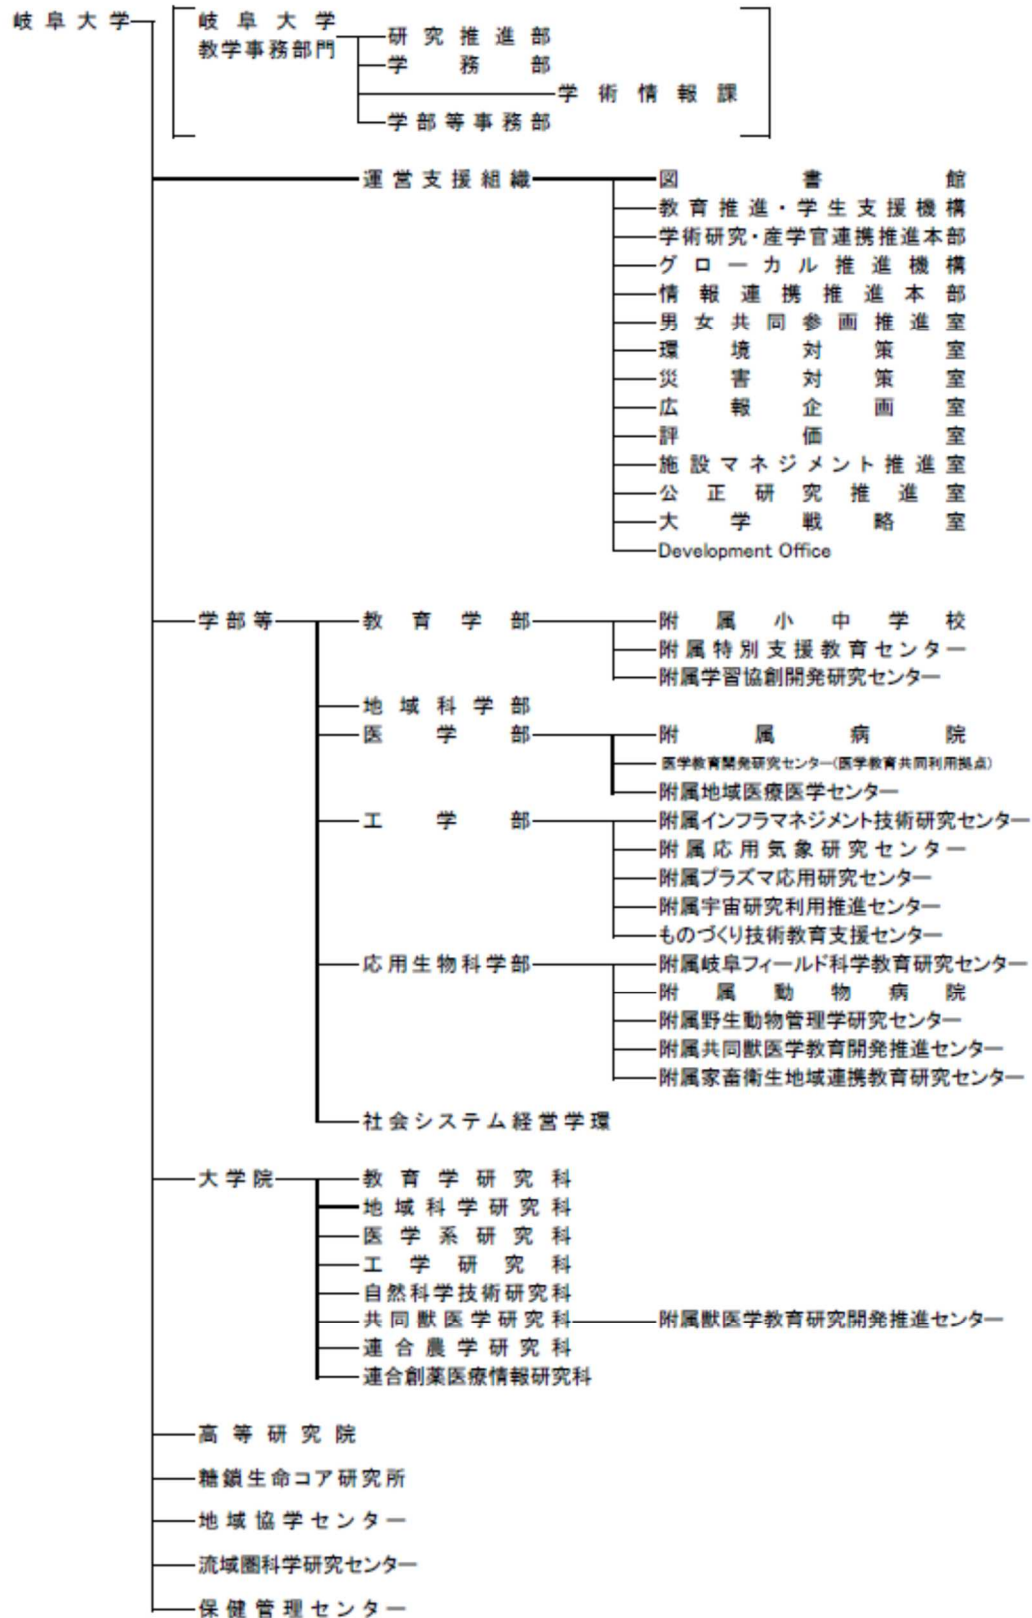 岐阜大学
岐阜大学
教学事務部門
研究推進部
学務部
学術情報課
学部等事務部
運営支援組織
図書館
教育推進・学生支援機構
学術研究・産学官連携推進本部
グローカル推進機構
情報連携推進本部
男女共同参画推進室
環境対策室
災害対策室
広報企画室
評価室
施設マネジメント推進室
公正研究推進室
大学戦略室
Development Office
学部等
教育学部
附属小中学校
附属特別支援教育センター
附属学習協創開発研究センター
地域科学部
医学部
附属病院
医学教育開発研究センター(医学教育共同利用拠点)
附属地域医療医学センター
工学部
附属インフラマネジメント技術研究センター
附属応用気象研究センター
附属プラズマ応用研究センター
附属宇宙研究利用推進センター
ものづくり技術教育支援センター
応用生物科学部
附属岐阜フィールド科学教育研究センター
附属動物病院
附属野生動物管理学研究センター
附属共同獣医学教育開発推進センター
附属家畜衛生地域連携教育研究センター
社会システム経営学環
大学院
教育学研究科
地域科学研究科
医学系研究科
工学研究科
自然科学技術研究科
共同獣医学研究科
附属獣医学教育研究開発推進センター
連合農学研究科
連合創薬医療情報研究科
高等研究院
糖鎖生命コア研究所
地域協学センター
流域圏科学研究センター
保健管理センター